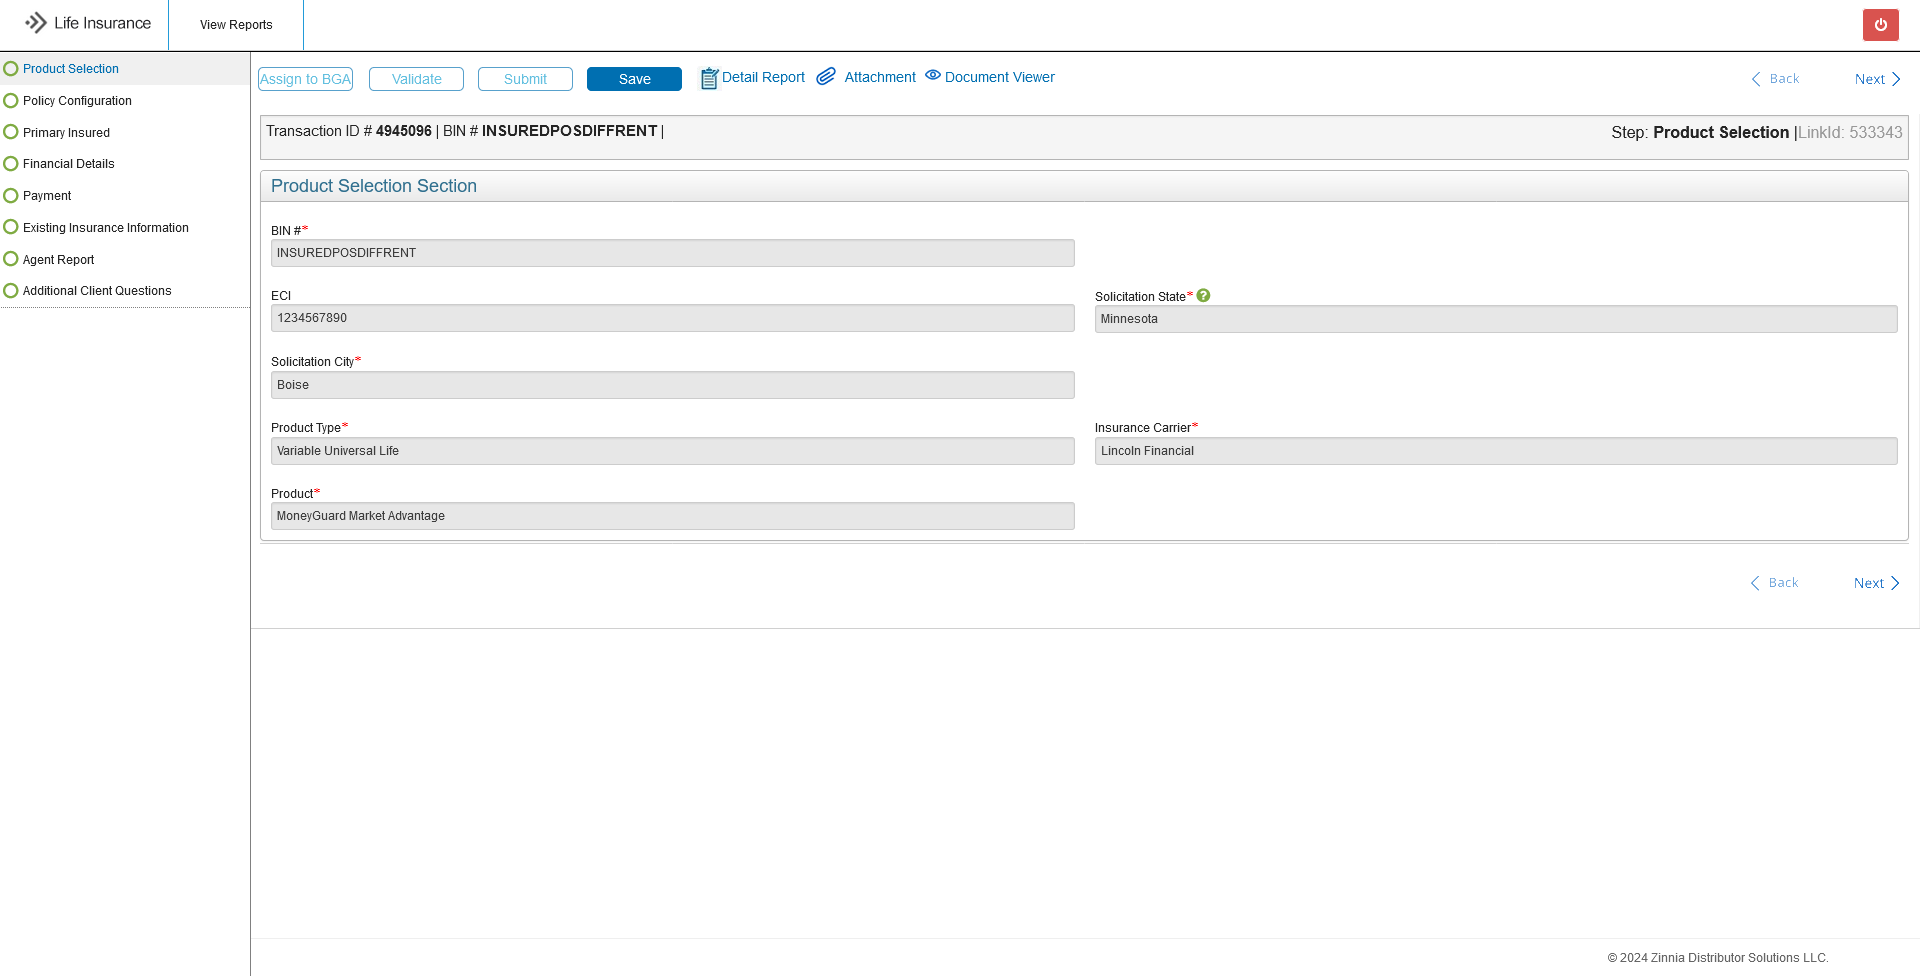 Life Insurance
View Reports
Product Selection
Policy Configuration
Primary Insured
Financial Details
Payment
Existing Insurance Information
Agent Report
Additional Client Questions
Assign to BGA
Validate
Submit
Save
Detail Report
Attachment
Document Viewer
Back
Next
Transaction ID # 4945096 | BIN # INSUREDPOSDIFFRENT |
Step: Product Selection |LinkId: 533343
Product Selection Section
BIN #*
INSUREDPOSDIFFRENT
ECI
1234567890
Solicitation State* ?
Minnesota
Solicitation City*
Boise
Product Type*
Variable Universal Life
Insurance Carrier*
Lincoln Financial
Product*
MoneyGuard Market Advantage
Back
Next
© 2024 Zinnia Distributor Solutions LLC.